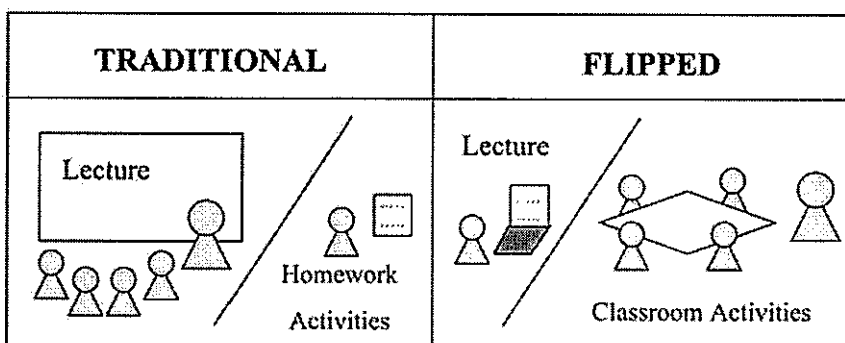 TRADITIONAL
FLIPPED
Lecture
Homework
Activities
Lecture
Classroom Activities